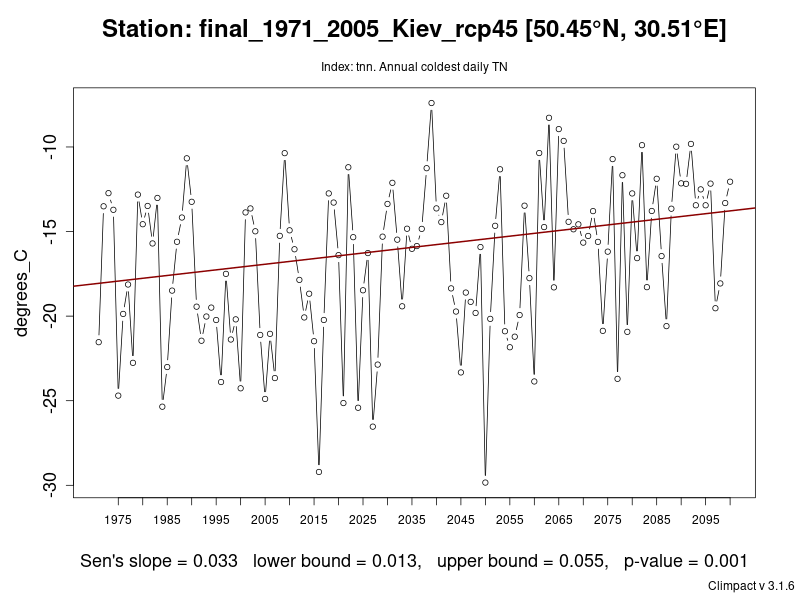 Station: final_1971_2005_Kiev_rcp45 [50.45°N, 30.51°E]
Index: tnn. Annual coldest daily TN
-10
-15
-20
-25
-30
degrees_C
1975 1985 1995 2005 2015 2025 2035 2045 2055 2065 2075 2085 2095
Sen's slope = 0.033 lower bound = 0.013, upper bound = 0.055, p-value = 0.001
Climpact v 3.1.6